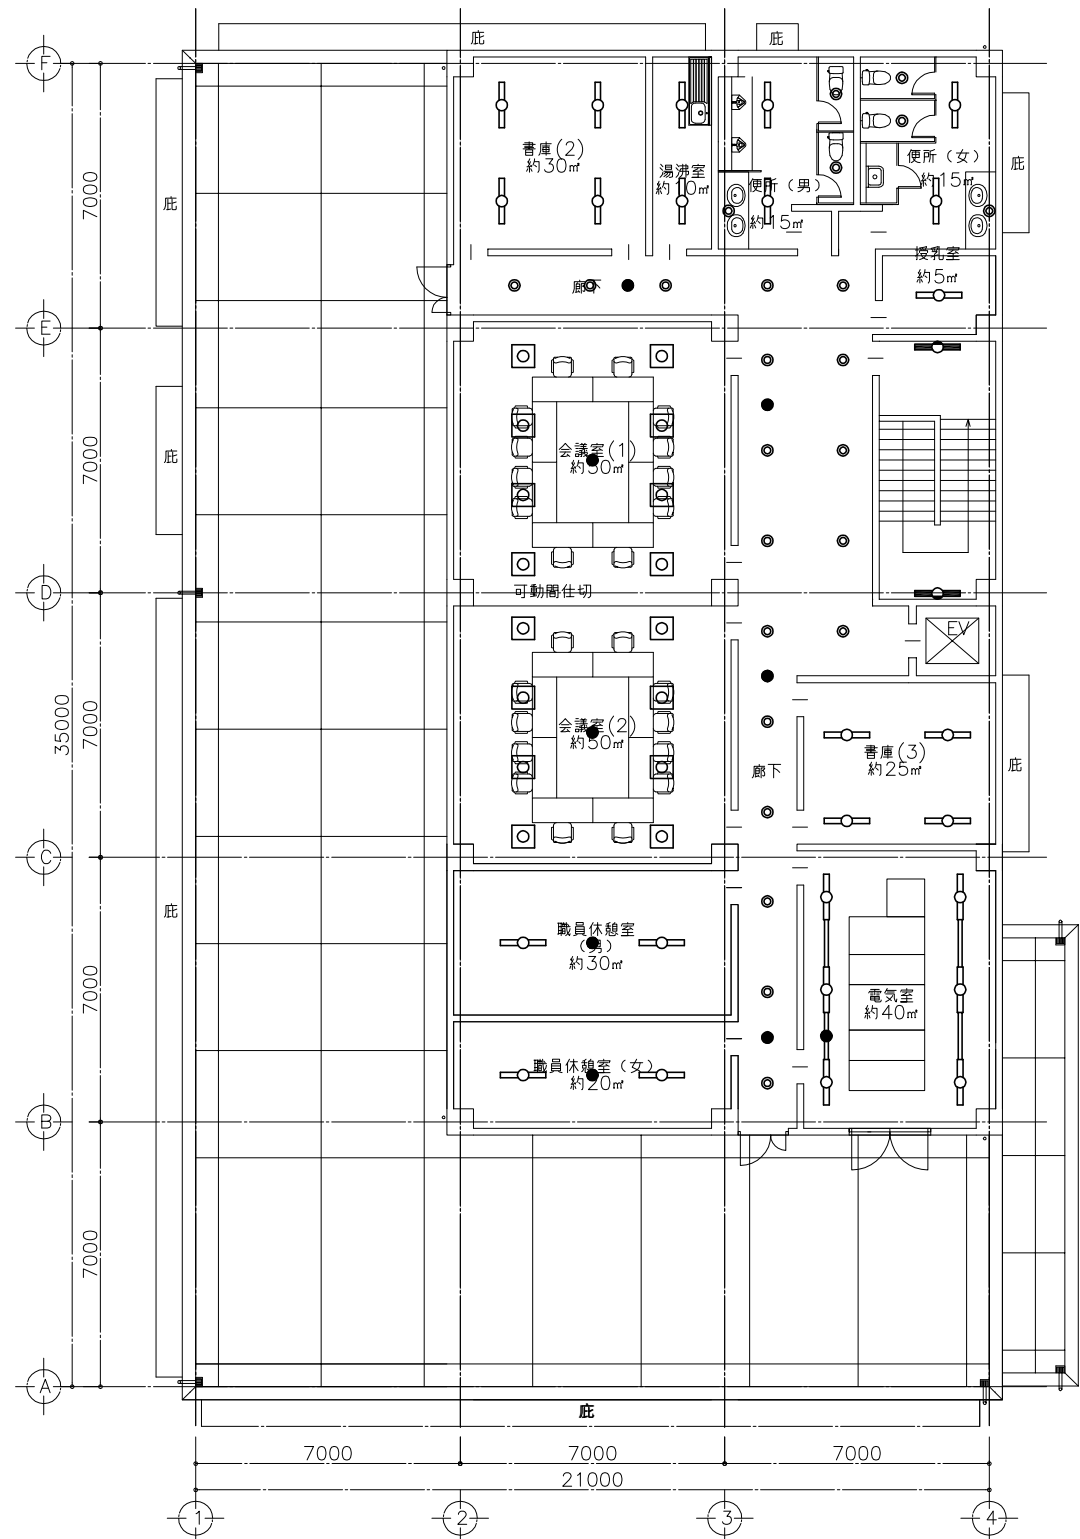 庇
庇
F
書庫(2)
約30㎡
湯沸室
約10㎡
便所(男)
約15㎡
便所(女)
約15㎡
庇
7000
庇
授乳室
約5㎡
廊下
E
会議室(1)
約50㎡
庇
7000
可動間仕切
D
EV
35000
7000
会議室(2)
約50㎡
廊下
書庫(3)
約25㎡
庇
C
庇
職員休憩室
(男)
約30㎡
7000
電気室
約40㎡
職員休憩室(女)
約20㎡
B
7000
A
庇
7000
7000
7000
21000
1
2
3
4